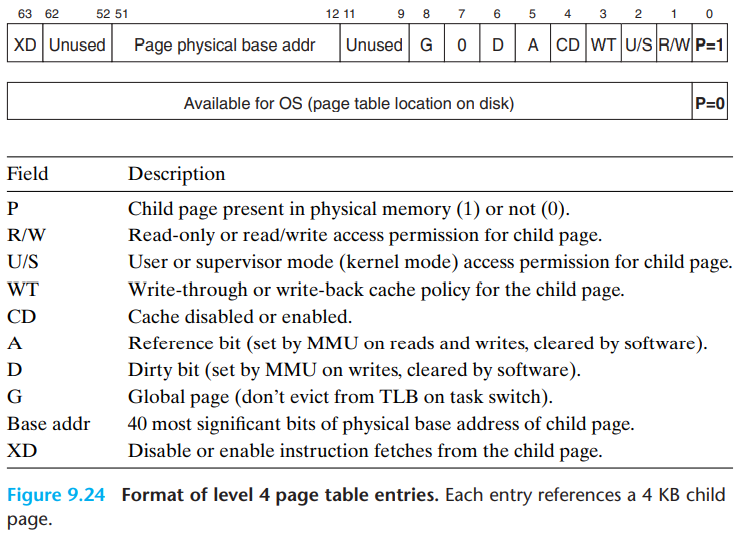 63 62 52 51 12 11 9 8 7 6 5 4 3 2 1 0
XD Unused Page physical base addr Unused G 0 D A CD WT U/S R/W P=1
Available for OS (page table location on disk) P=0
Field Description
P Child page present in physical memory (1) or not (0).
R/W Read-only or read/write access permission for child page.
U/S User or supervisor mode (kernel mode) access permission for child page.
WT Write-through or write-back cache policy for the child page.
CD Cache disabled or enabled.
A Reference bit (set by MMU on reads and writes, cleared by software).
D Dirty bit (set by MMU on writes, cleared by software).
G Global page (don't evict from TLB on task switch).
Base addr 40 most significant bits of physical base address of child page.
XD Disable or enable instruction fetches from the child page.
Figure 9.24 Format of level 4 page table entries. Each entry references a 4 KB child
page.